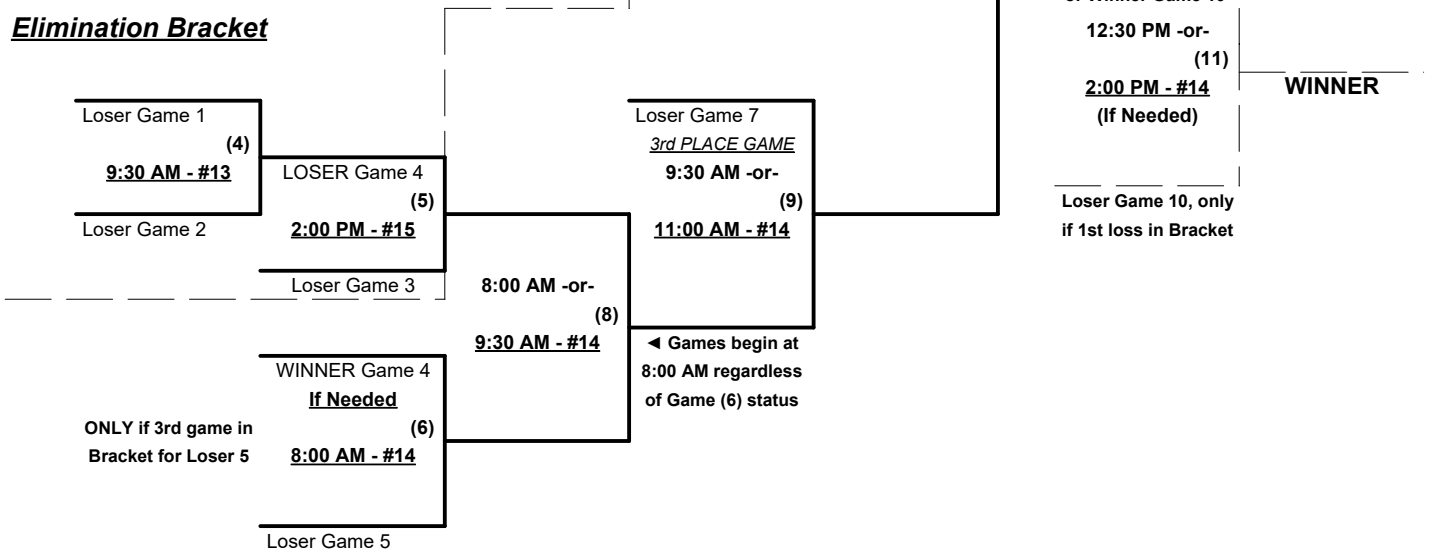 Elimination Bracket
12:30 PM -or-
(11)
2:00 PM - #14
(If Needed)
WINNER
Loser Game 10, only
if 1st loss in Bracket
Loser Game 1
(4)
9:30 AM - #13
Loser Game 2
LOSER Game 4
(5)
2:00 PM - #15
Loser Game 3
Loser Game 7
3rd PLACE GAME
9:30 AM -or-
(9)
11:00 AM - #14
8:00 AM -or-
(8)
9:30 AM - #14
◄ Games begin at
8:00 AM regardless
of Game (6) status
WINNER Game 4
If Needed
(6)
8:00 AM - #14
ONLY if 3rd game in
Bracket for Loser 5
Loser Game 5